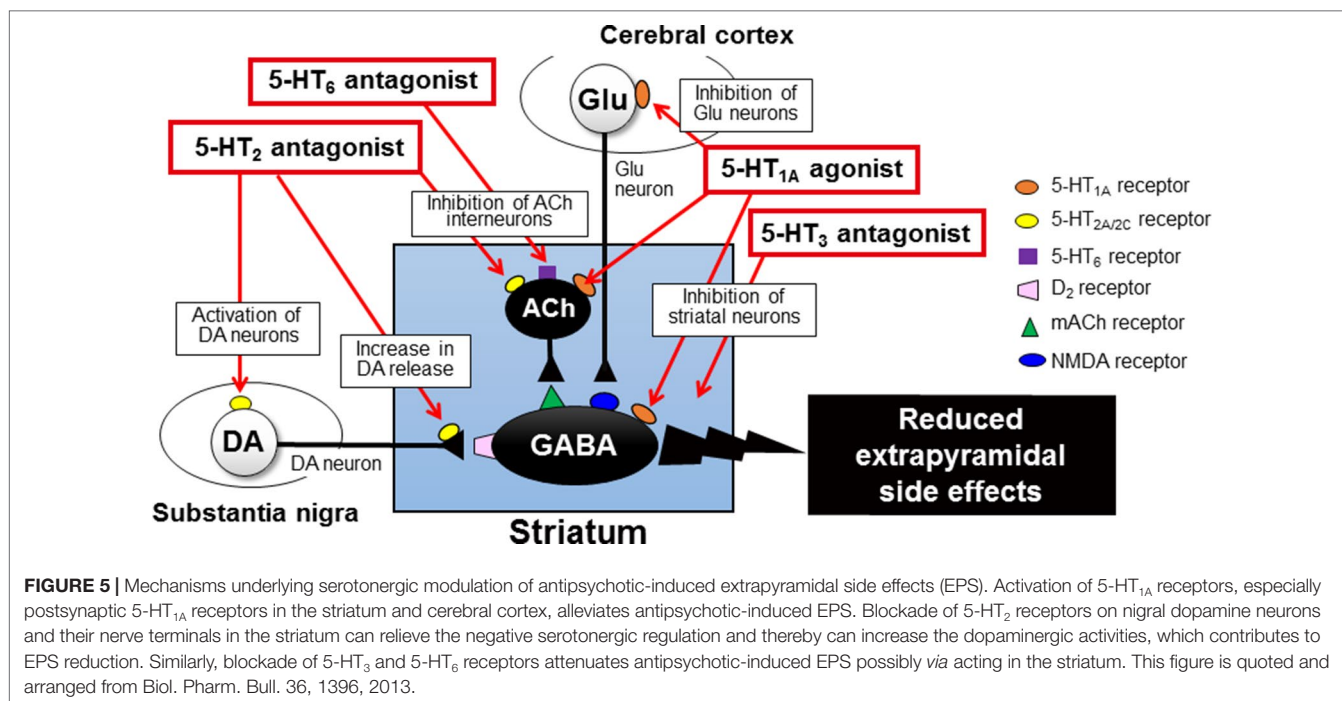 Cerebral cortex
5-HT₆ antagonist
Glu
Inhibition of
Glu neurons
5-HT₂ antagonist
Glu
neuron
5-HT₁A agonist
Inhibition of ACh
interneurons
5-HT₃ antagonist
5-HT₁A receptor
5-HT₂A/₂C receptor
5-HT₆ receptor
D₂ receptor
mACh receptor
NMDA receptor
ACh
Activation of
DA neurons
Increase in
DA release
Inhibition of
striatal neurons
DA
DA neuron
GABA
Substantia nigra
Striatum
Reduced
extrapyramidal
side effects
FIGURE 5 | Mechanisms underlying serotonergic modulation of antipsychotic-induced extrapyramidal side effects (EPS). Activation of 5-HT₁A receptors, especially
postsynaptic 5-HT₁A receptors in the striatum and cerebral cortex, alleviates antipsychotic-induced EPS. Blockade of 5-HT₂ receptors on nigral dopamine neurons
and their nerve terminals in the striatum can relieve the negative serotonergic regulation and thereby can increase the dopaminergic activities, which contributes to
EPS reduction. Similarly, blockade of 5-HT₃ and 5-HT₆ receptors attenuates antipsychotic-induced EPS possibly via acting in the striatum. This figure is quoted and
arranged from Biol. Pharm. Bull. 36, 1396, 2013.